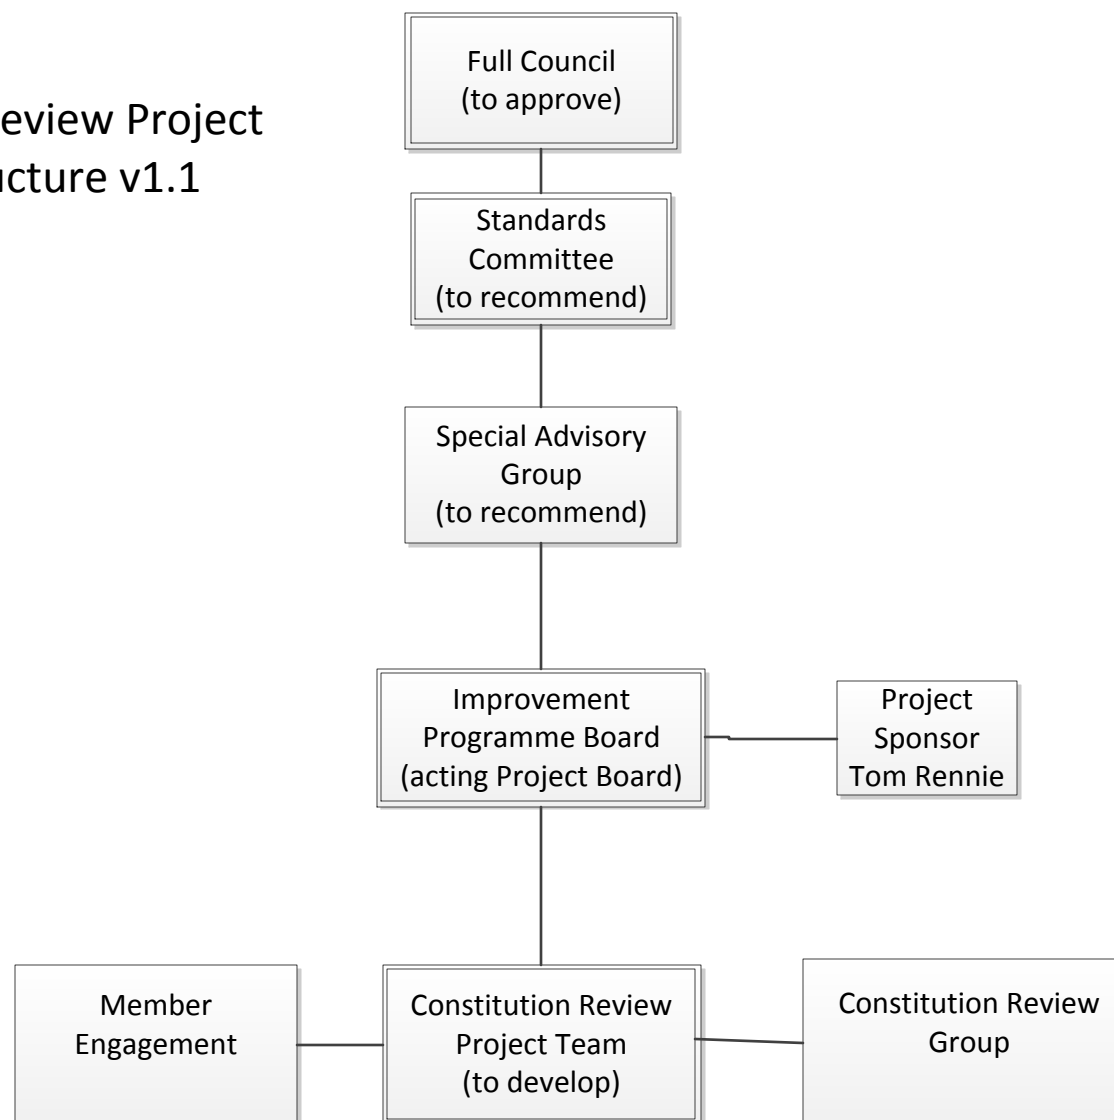 Full Council
(to approve)
eview Project
ucture v1.1
Standards
Committee
(to recommend)
Special Advisory
Group
(to recommend)
Improvement
Programme Board
(acting Project Board)
Project
Sponsor
Tom Rennie
Member
Engagement
Constitution Review
Project Team
(to develop)
Constitution Review
Group